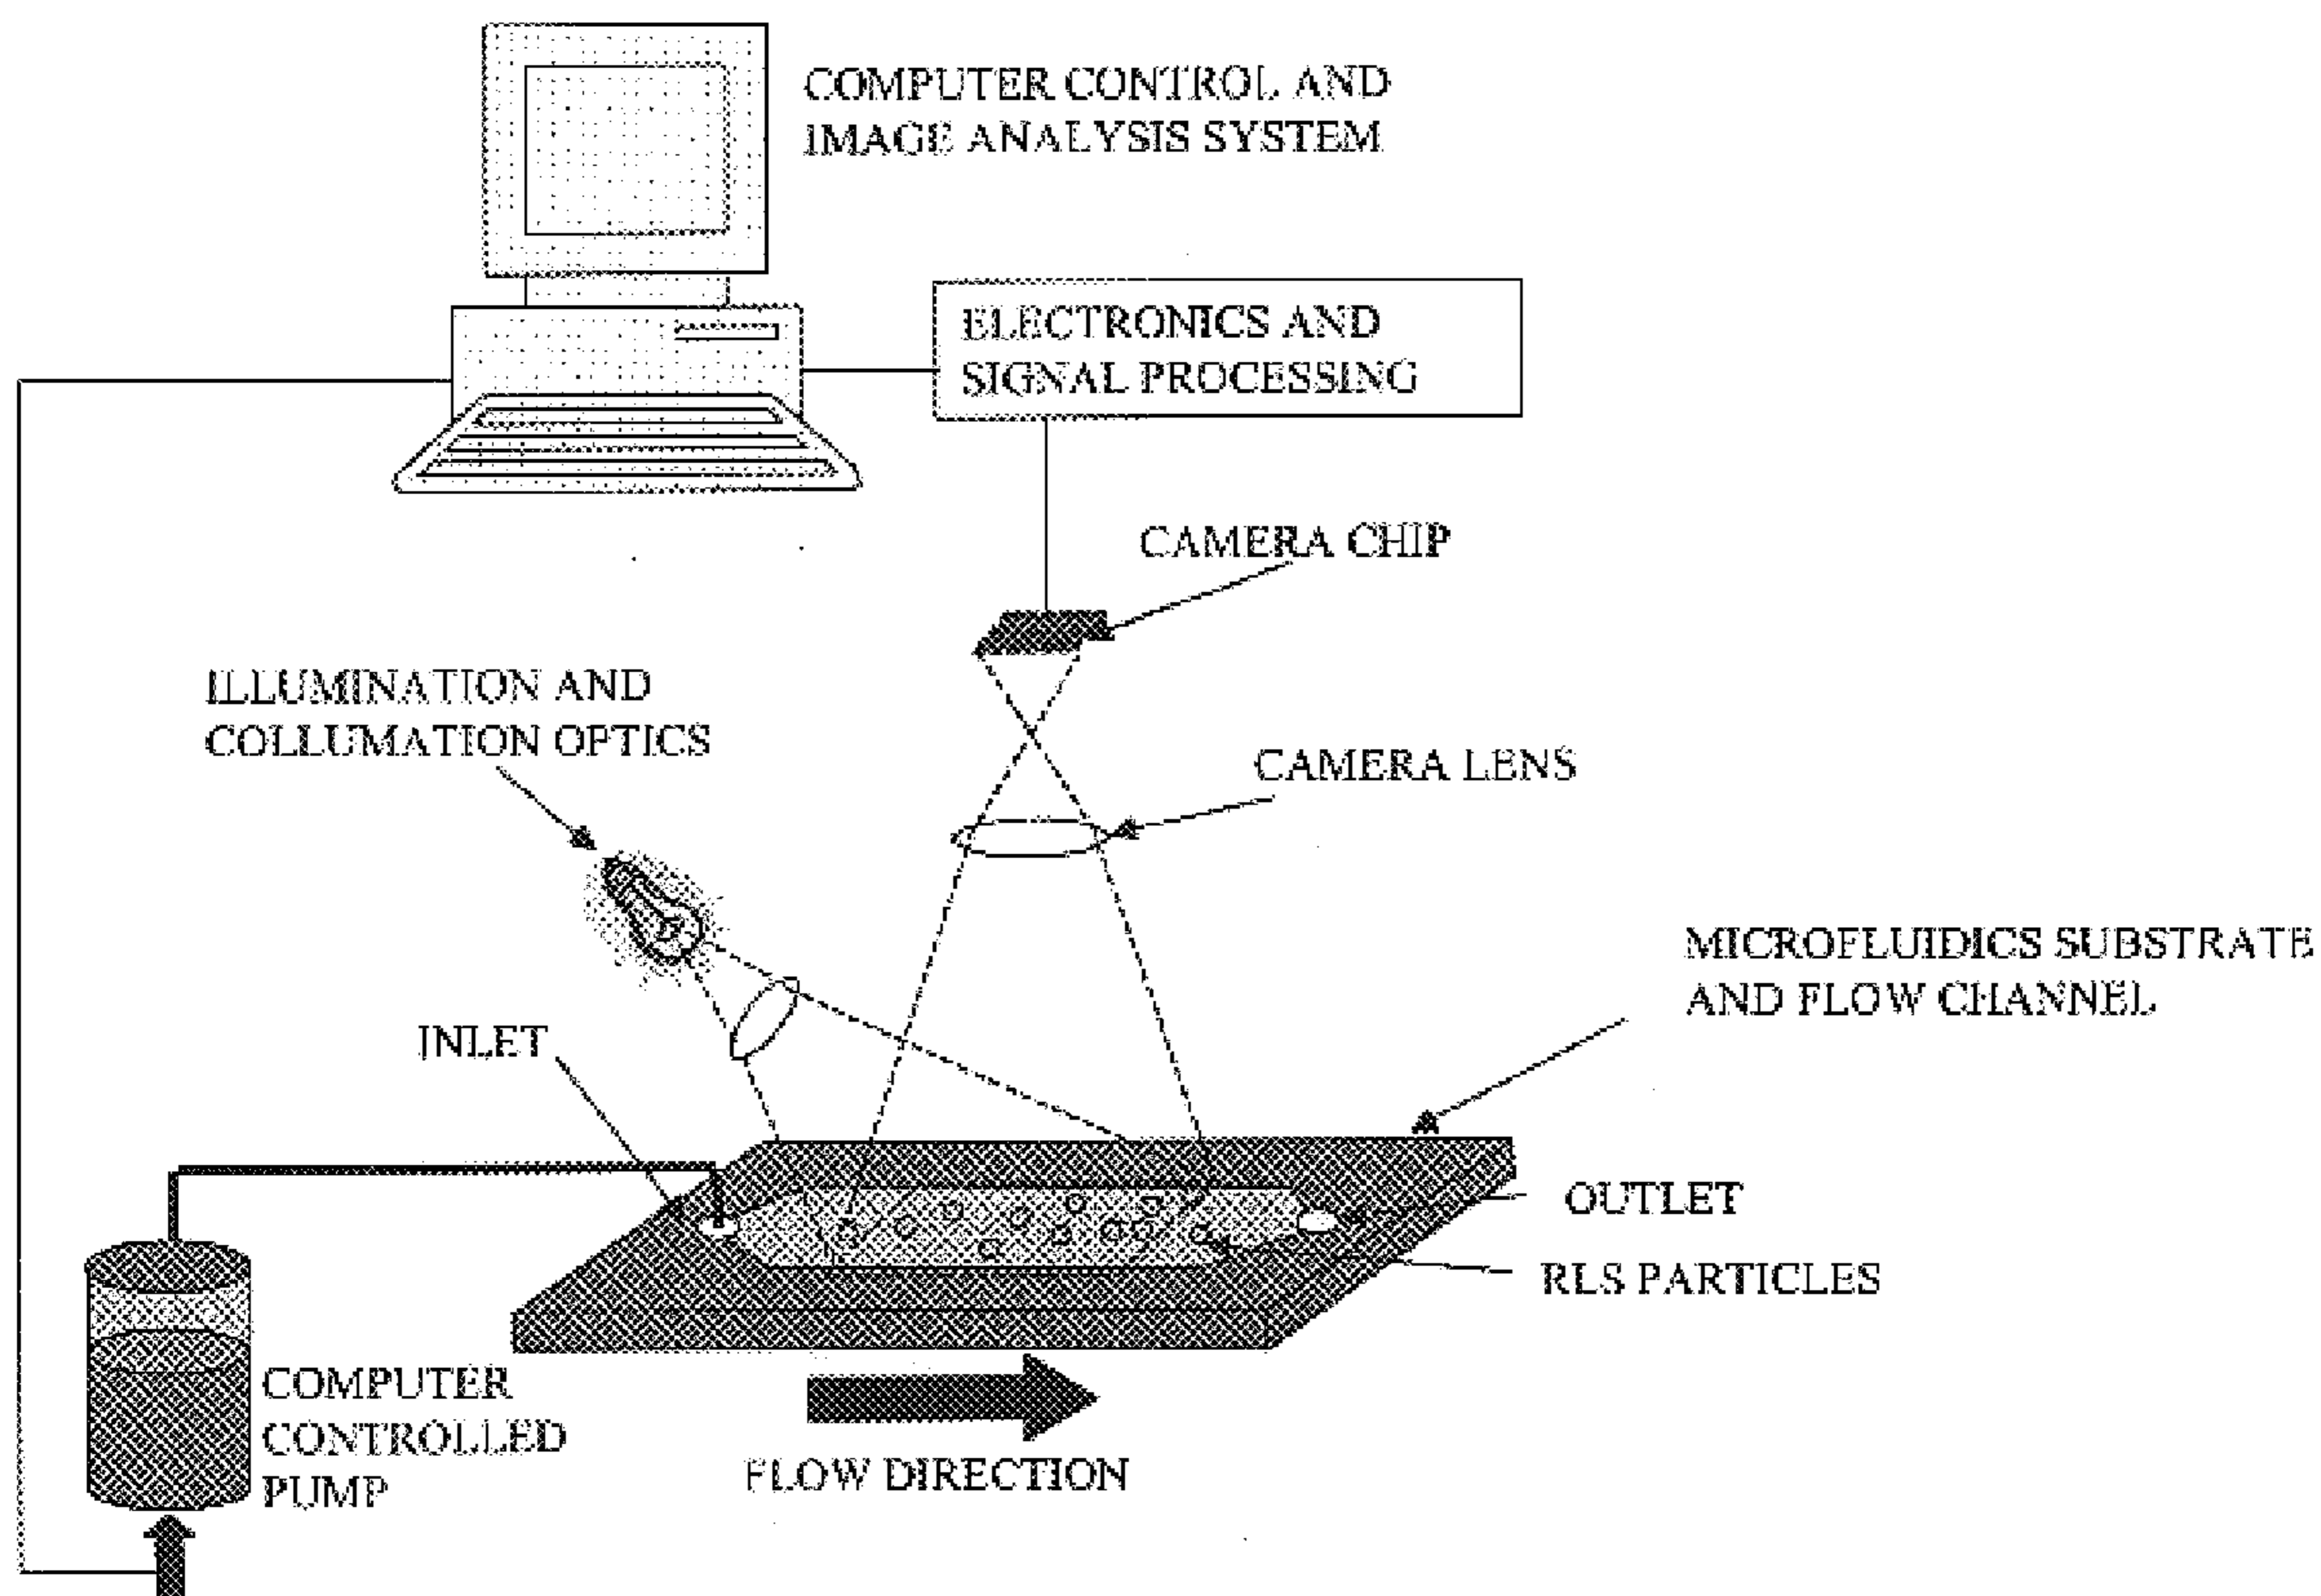 COMPUTER CONTROL AND
IMAGE ANALYSIS SYSTEM
ELECTRONICS AND
SIGNAL PROCESSING
CAMERA CHIP
ILLUMINATION AND
COLLUMATION OPTICS
CAMERA LENS
MICROFLUIDICS SUBSTRATE
AND FLOW CHANNEL
INLET
OUTLET
RLS PARTICLES
COMPUTER
CONTROLLED
PUMP
FLOW DIRECTION